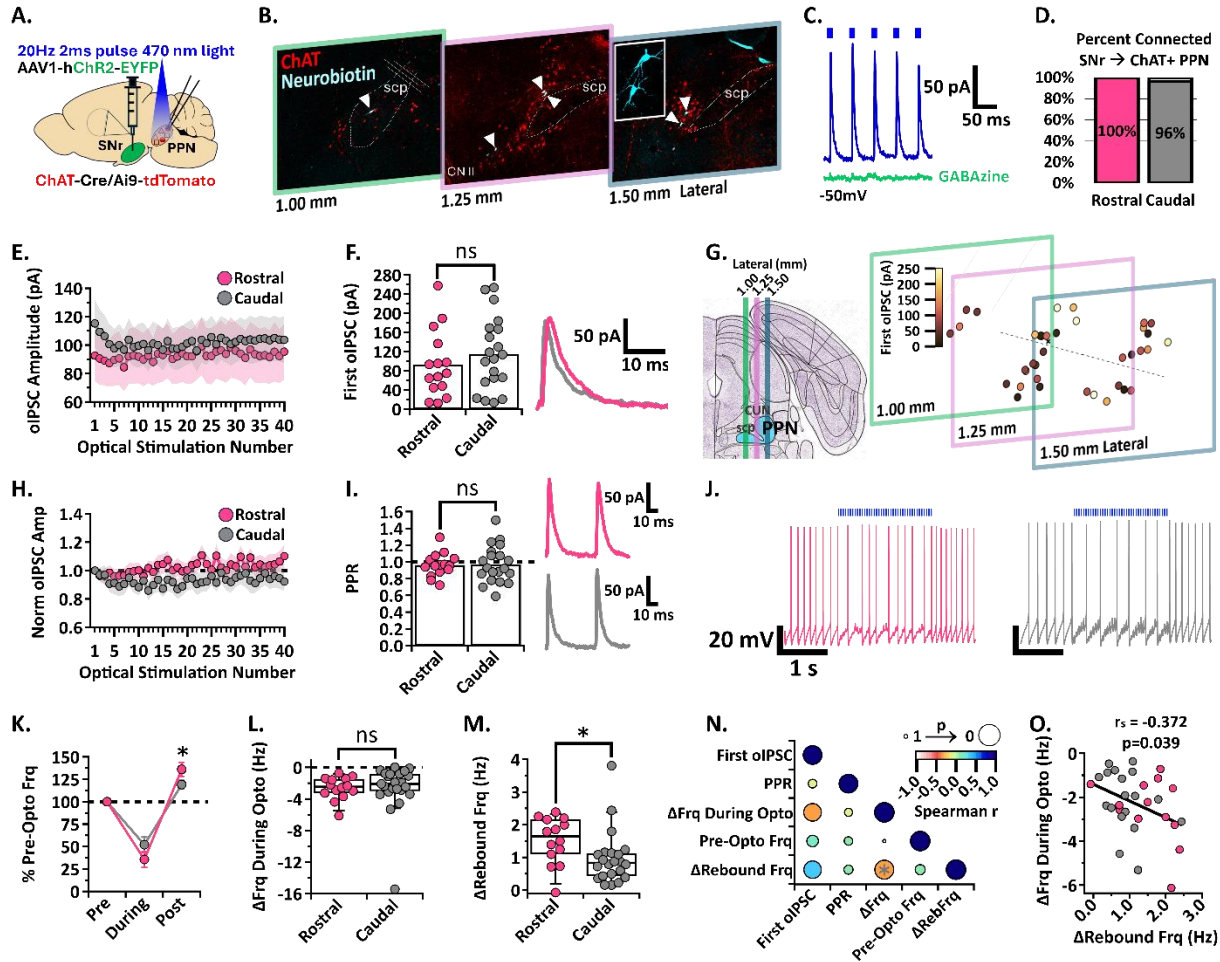 A.
20Hz 2ms pulse 470 nm light
AAV1-hChR2-EYFP
SNr
PPN
ChAT-Cre/Ai9-tdTomato
B.
ChAT
Neurobiotin
scp
scp
scp
CN II
1.00 mm
1.25 mm
1.50 mm Lateral
C.
50 pA
50 ms
GABAzine
-50mV
D.
Percent Connected
SNr → ChAT+ PPN
100%
80%
60%
40%
20%
0%
100%
96%
Rostral Caudal
E.
Rostral
Caudal
oIPSC Amplitude (pA)
140
120
100
80
60
1 10 20 30 40
Optical Stimulation Number
F.
ns
First oIPSC (pA)
280
240
200
160
120
80
40
0
Rostral
Caudal
50 pA
10 ms
G.
Lateral (mm)
1.00
1.25
1.50
CUN
scp
PPN
First oIPSC (pA)
250
200
150
100
50
0
1.00 mm
1.25 mm
1.50 mm Lateral
H.
Rostral
Caudal
Norm oIPSC Amp
1.4
1.2
1.0
0.8
0.6
1 10 20 30 40
Optical Stimulation Number
I.
ns
PPR
1.6
1.4
1.2
1
0.8
0.6
0.4
0.2
0.0
Rostral
Caudal
50 pA
10 ms
50 pA
10 ms
J.
20 mV
1 s
K.
*
% Pre-Opto Frq
150
125
100
75
50
25
0
Pre
During
Post
L.
ns
ΔFrq During Opto (Hz)
0
-4
-8
-12
-16
Rostral
Caudal
M.
*
ΔRebound Frq (Hz)
4
3
2
1
0
Rostral
Caudal
N.
p
1 → 0
-1.0
-0.5
0.0
0.5
1.0
Spearman r
First oIPSC
PPR
ΔFrq During Opto
Pre-Opto Frq
ΔRebound Frq
*
First oIPSC
PPR
ΔFrq
Pre-Opto Frq
ΔRebFrq
O.
rs = -0.372
p=0.039
ΔFrq During Opto (Hz)
0
-2
-4
-6
0.0 1.0 2.0 3.0
ΔRebound Frq (Hz)